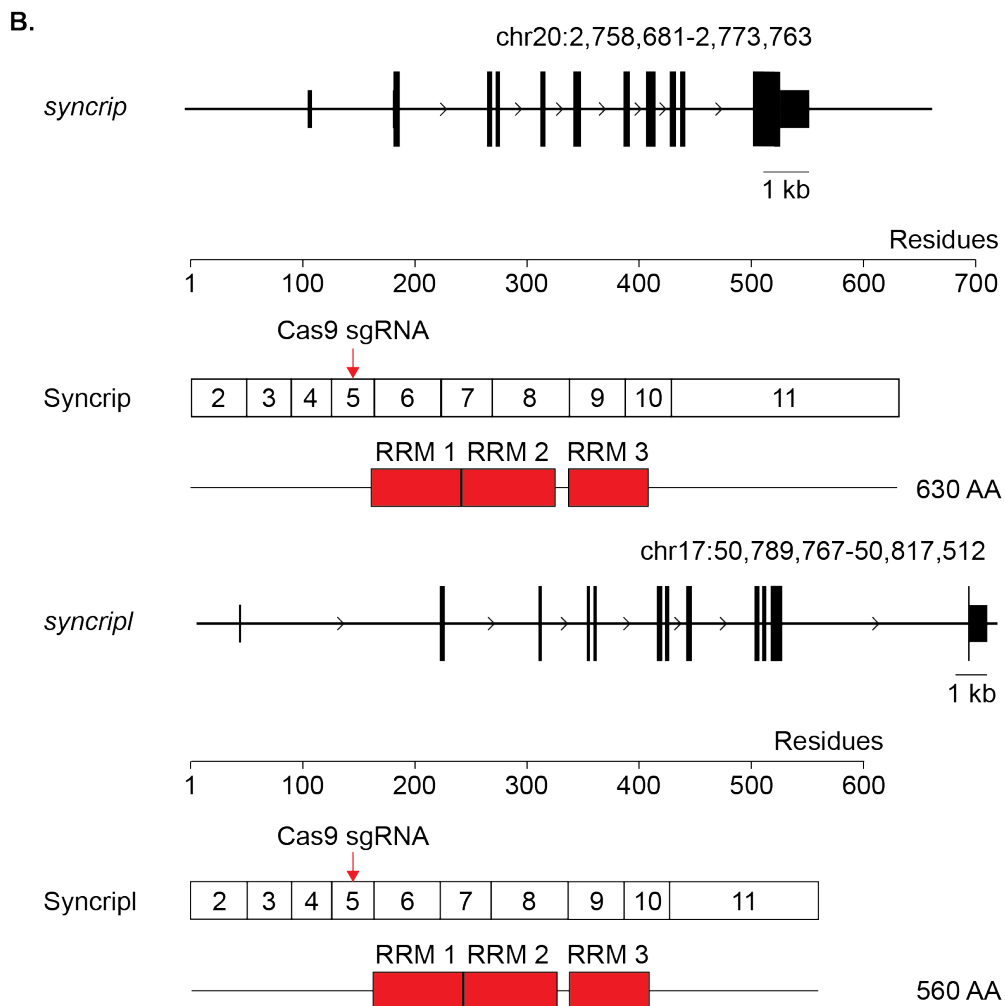 B.
chr20:2,758,681-2,773,763
syncrip
1 kb
Residues
1 100 200 300 400 500 600 700
Cas9 sgRNA
Syncrip 2 3 4 5 6 7 8 9 10 11
RRM 1 RRM 2 RRM 3
630 AA
chr17:50,789,767-50,817,512
syncripl
1 kb
Residues
1 100 200 300 400 500 600
Cas9 sgRNA
Syncripl 2 3 4 5 6 7 8 9 10 11
RRM 1 RRM 2 RRM 3
560 AA